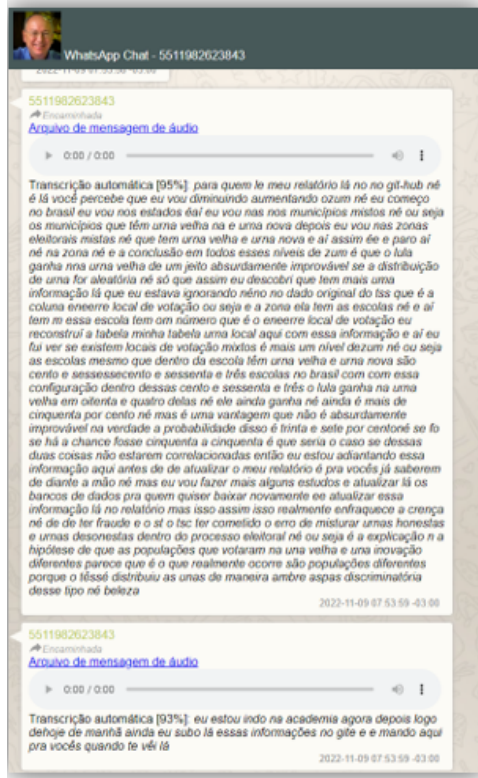 WhatsApp Chat - 5511982623843
2022-11-09 07:53:58 -03:00
5511982623843
Encaminhada
Arquivo de mensagem de áudio
0:00 / 0:00
Transcrição automática [95%]: para quem le meu relatório lá no no git-hub né
é lá você percebe que eu vou diminuindo aumentando ozum né eu começo
no brasil eu vou nos estados éaí eu vou nas nos municípios mistos né ou seja
os municípios que têm urna velha na e urna nova depois eu vou nas zonas
eleitorais mistas né que tem urna velha e urna nova e aí assim ée e paro aí
né na zona né e a conclusão em todos esses níveis de zum é que o lula
ganha nna urna velha de um jeito absurdamente improvável se a distribuição
de urna for aleatória né só que assim eu descobri que tem mais uma
informação lá que eu estava ignorando néno no dado original do tss que é a
coluna eneerre local de votação ou seja e a zona ela tem as escolas né e aí
tem m essa escola tem om número que é o eneerre local de votação eu
reconstruí a tabela minha tabela uma local aqui com essa informação e aí eu
fui ver se existem locais de votação mixtos é mais um nível dezum né ou seja
as escolas mesmo que dentro da escola têm urna velha e urna nova são
cento e sessessecento e sessenta e três escolas no brasil com com essa
configuração dentro dessas cento e sessenta e três o lula ganha na uma
velha em oitenta e quatro delas né ele ainda ganha né ainda é mais de
cinquenta por cento né mas é uma vantagem que não é absurdamente
improvável na verdade a probabilidade disso é trinta e sete por centoné se fo
se há a chance fosse cinquenta a cinquenta é que seria o caso se dessas
duas coisas não estarem correlacionadas então eu estou adiantando essa
informação aqui antes de de atualizar o meu relatório é pra vocês já saberem
de diante a mão né mas eu vou fazer mais alguns estudos e atualizar lá os
bancos de dados pra quem quiser baixar novamente ee atualizar essa
informação lá no relatório mas isso assim isso realmente enfraquece a crença
né de de ter fraude e o st o tsc ter cometido o erro de misturar urnas honestas
e urnas desonestas dentro do processo eleitoral né ou seja é a explicação n a
hipótese de que as populações que votaram na una velha e uma inovação
diferentes parece que é o que realmente ocorre são populações diferentes
porque o têssé distribuiu as unas de maneira ambre aspas discriminatória
desse tipo né beleza
2022-11-09 07:53:59 -03:00
5511982623843
Encaminhada
Arquivo de mensagem de áudio
0:00 / 0:00
Transcrição automática [93%]: eu estou indo na academia agora depois logo
dehoje de manhã ainda eu subo lá essas informações no gite e e mando aqui
pra vocês quando te véi lá
2022-11-09 07:53:59 -03:00